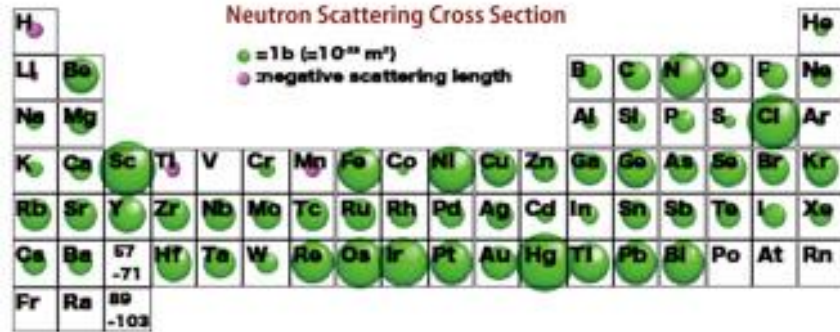 Neutron Scattering Cross Section
H He
=1b (=10⁻²⁸ m²)
:negative scattering length
Li Be B C N O F Ne
Na Mg Al Si P S Cl Ar
K Ca Sc Ti V Cr Mn Fe Co Ni Cu Zn Ga Ge As Se Br Kr
Rb Sr Y Zr Nb Mo Tc Ru Rh Pd Ag Cd In Sn Sb Te I Xe
Cs Ba 57 -71 Hf Ta W Re Os Ir Pt Au Hg Tl Pb Bi Po At Rn
Fr Ra 89 -103